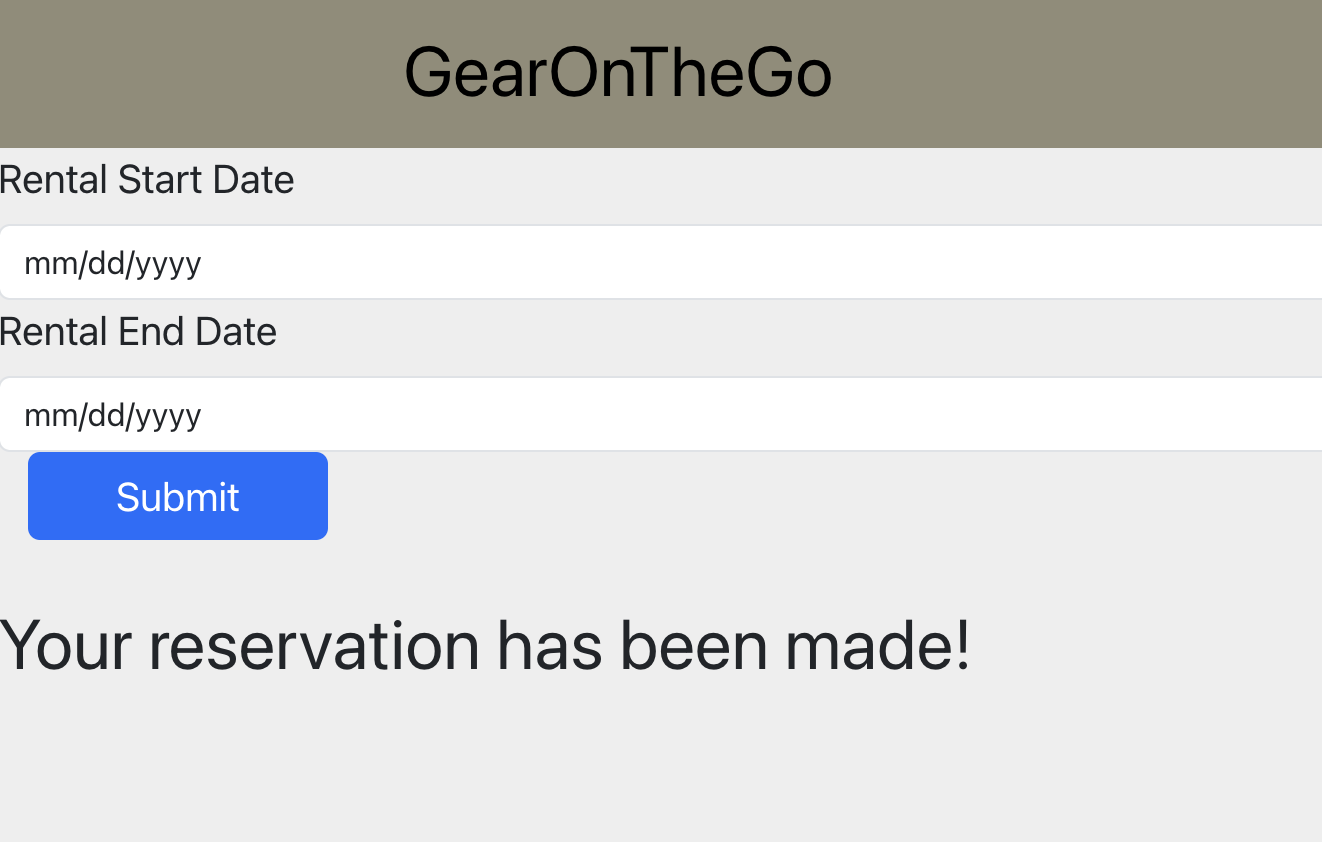 GearOnTheGo
Rental Start Date
mm/dd/yyyy
Rental End Date
mm/dd/yyyy
Submit
Your reservation has been made!